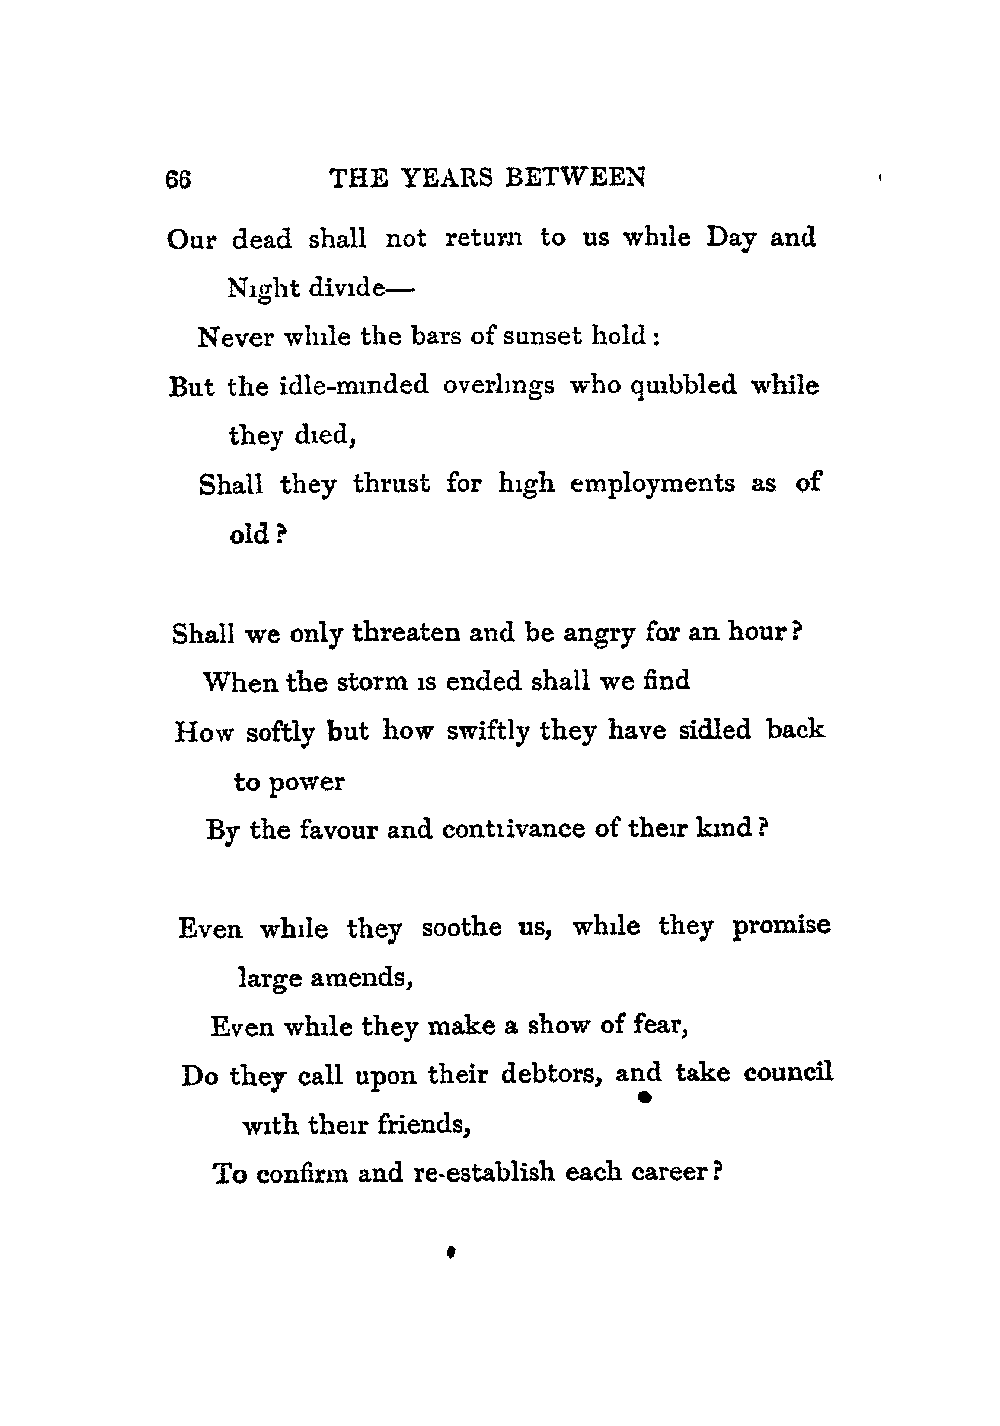 66 THE YEARS BETWEEN
Our dead shall not return to us while Day and
Night divide—
Never while the bars of sunset hold :
But the idle-minded overlings who quibbled while
they died,
Shall they thrust for high employments as of
old ?
Shall we only threaten and be angry for an hour ?
When the storm is ended shall we find
How softly but how swiftly they have sidled back
to power
By the favour and contrivance of their kind ?
Even while they soothe us, while they promise
large amends,
Even while they make a show of fear,
Do they call upon their debtors, and take council
with their friends,
To confirm and re-establish each career ?